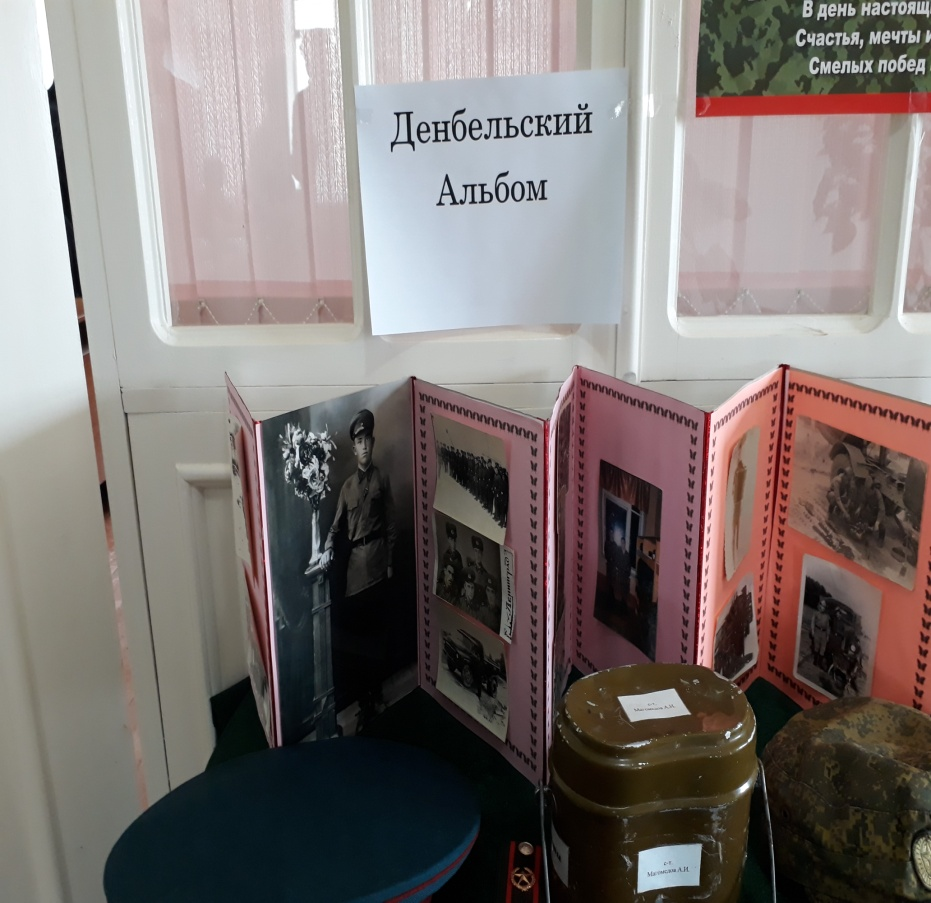 В день настоящ
Счастья, мечты и
Смелых побед
Денбельский
Альбом
с-т.
с-т.